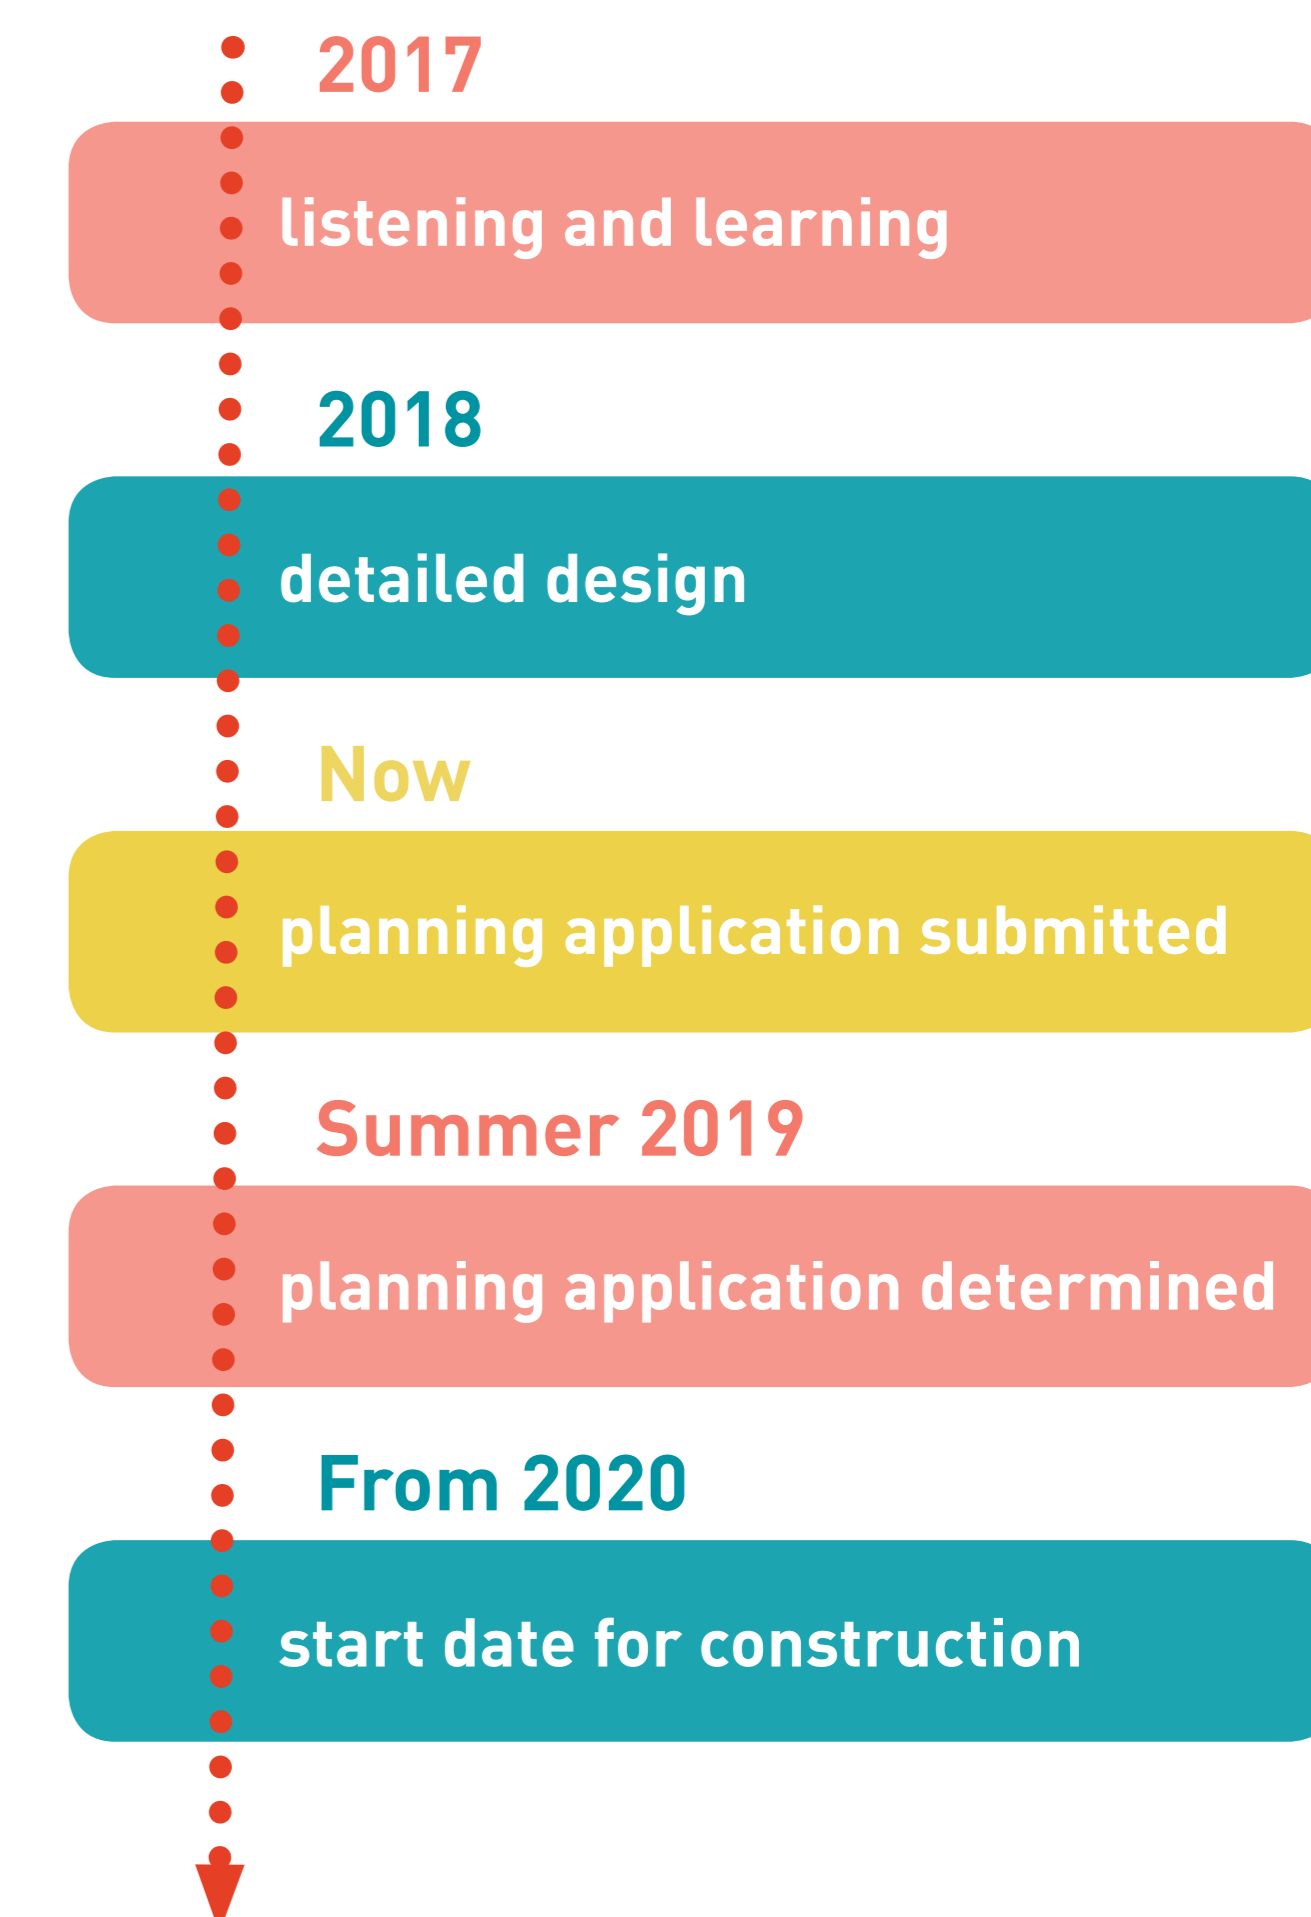 2017
listening and learning
2018
detailed design
Now
planning application submitted
Summer 2019
planning application determined
From 2020
start date for construction